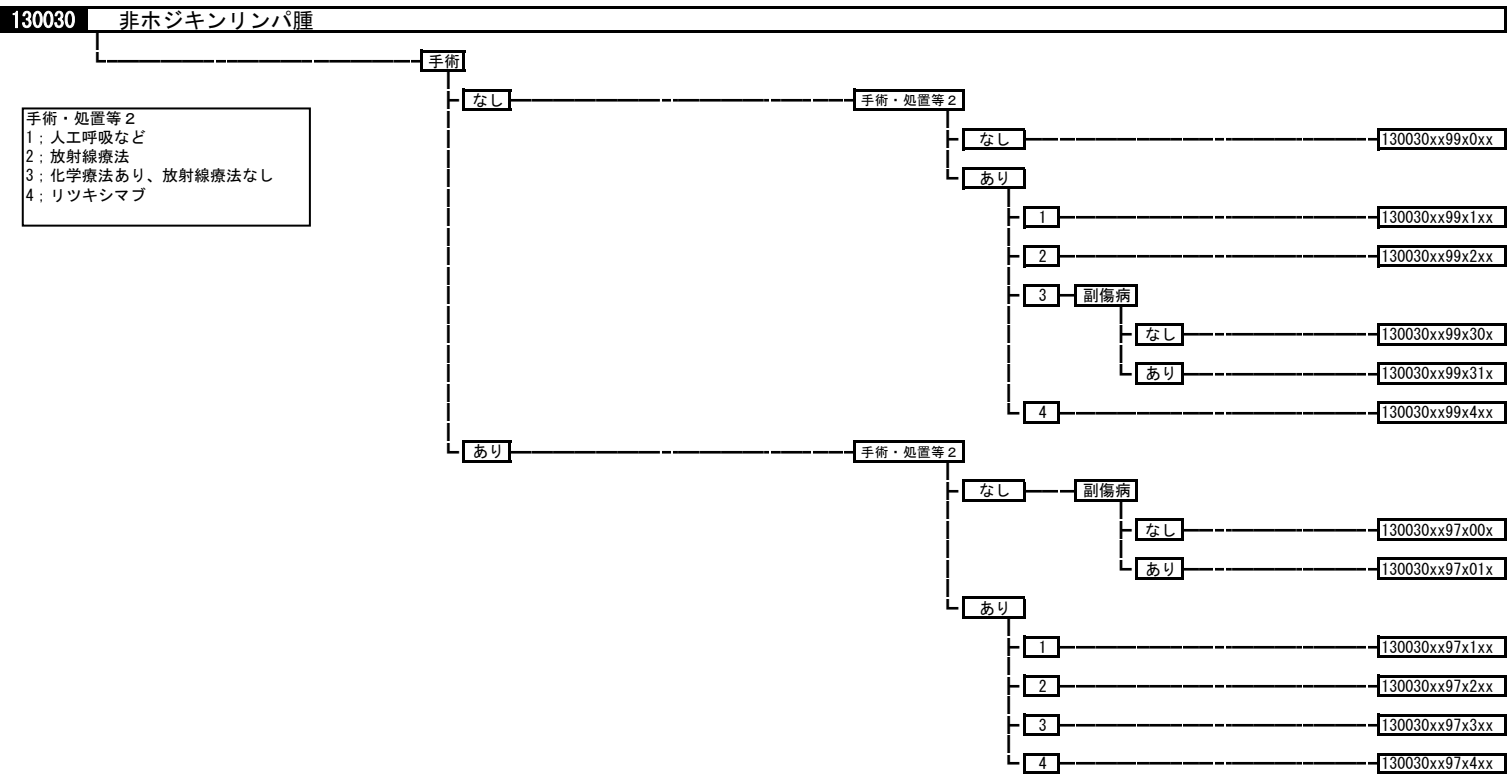 130030 非ホジキンリンパ腫
手術
なし 手術・処置等２
手術・処置等２
1；人工呼吸など
2；放射線療法
3；化学療法あり、放射線療法なし
4；リツキシマブ
なし 130030xx99x0xx
あり
1 130030xx99x1xx
2 130030xx99x2xx
3 副傷病
なし 130030xx99x30x
あり 130030xx99x31x
4 130030xx99x4xx
あり 手術・処置等２
なし 副傷病
なし 130030xx97x00x
あり 130030xx97x01x
あり
1 130030xx97x1xx
2 130030xx97x2xx
3 130030xx97x3xx
4 130030xx97x4xx